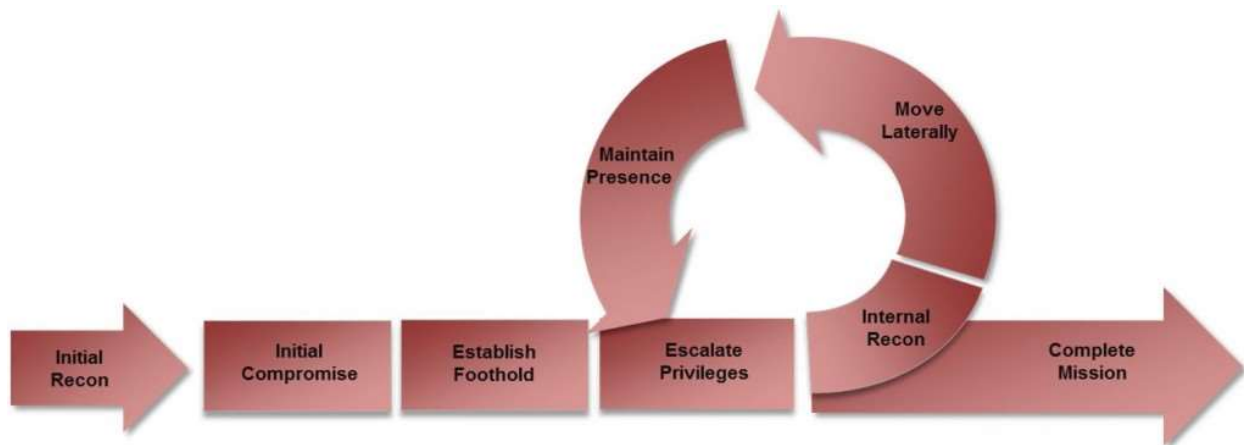 Initial
Recon
Initial
Compromise
Establish
Foothold
Escalate
Privileges
Internal
Recon
Move
Laterally
Maintain
Presence
Complete
Mission